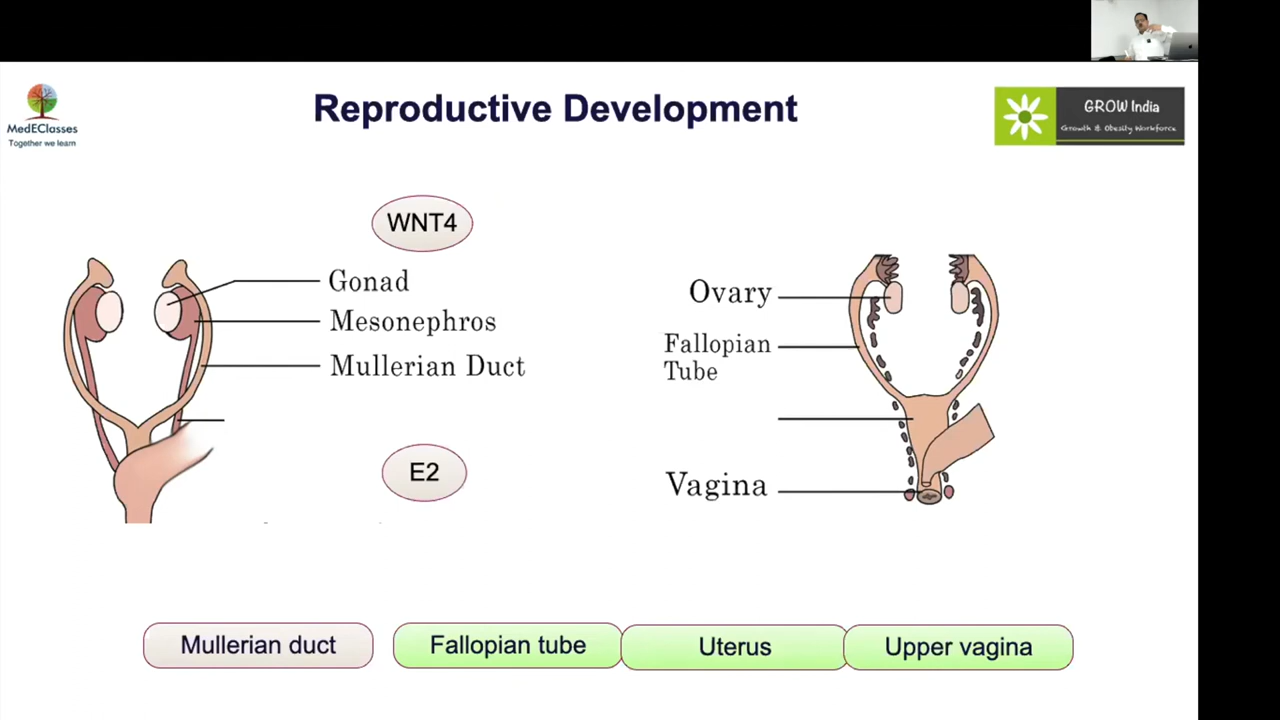 Reproductive Development
MedEClasses
Together we learn
GROW India
Growth & Obesity Workforce
WNT4
Gonad
Mesonephros
Mullerian Duct
E2
Ovary
Fallopian
Tube
Vagina
Mullerian duct
Fallopian tube
Uterus
Upper vagina